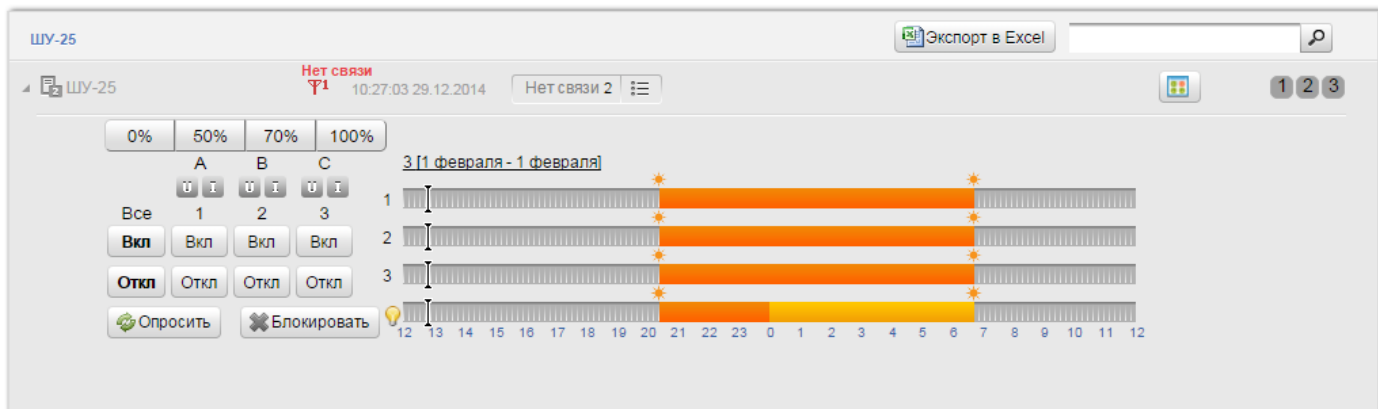 ШУ-25
Экспорт в Excel
ШУ-25
Нет связи
1 10:27:03 29.12.2014
Нет связи 2
1 2 3
0% 50% 70% 100%
A B C
U I U I U I
3 [1 февраля - 1 февраля]
Все 1 2 3
Вкл Вкл Вкл Вкл
Откл Откл Откл Откл
Опросить Блокировать
1
2
3
12 13 14 15 16 17 18 19 20 21 22 23 0 1 2 3 4 5 6 7 8 9 10 11 12